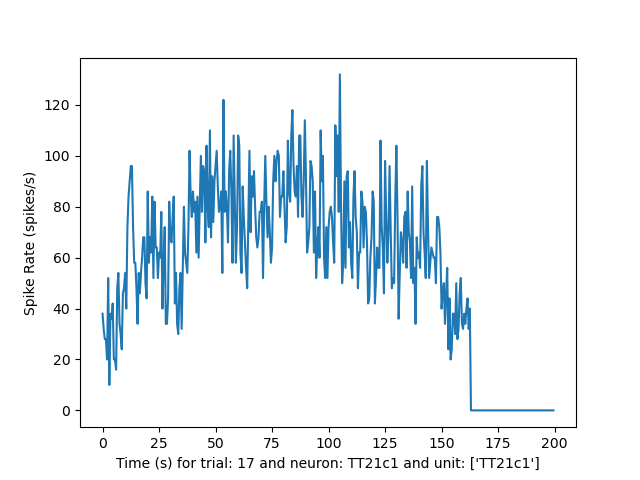 120
100
80
60
40
20
0
Spike Rate (spikes/s)
0 25 50 75 100 125 150 175 200
Time (s) for trial: 17 and neuron: TT21c1 and unit: ['TT21c1']